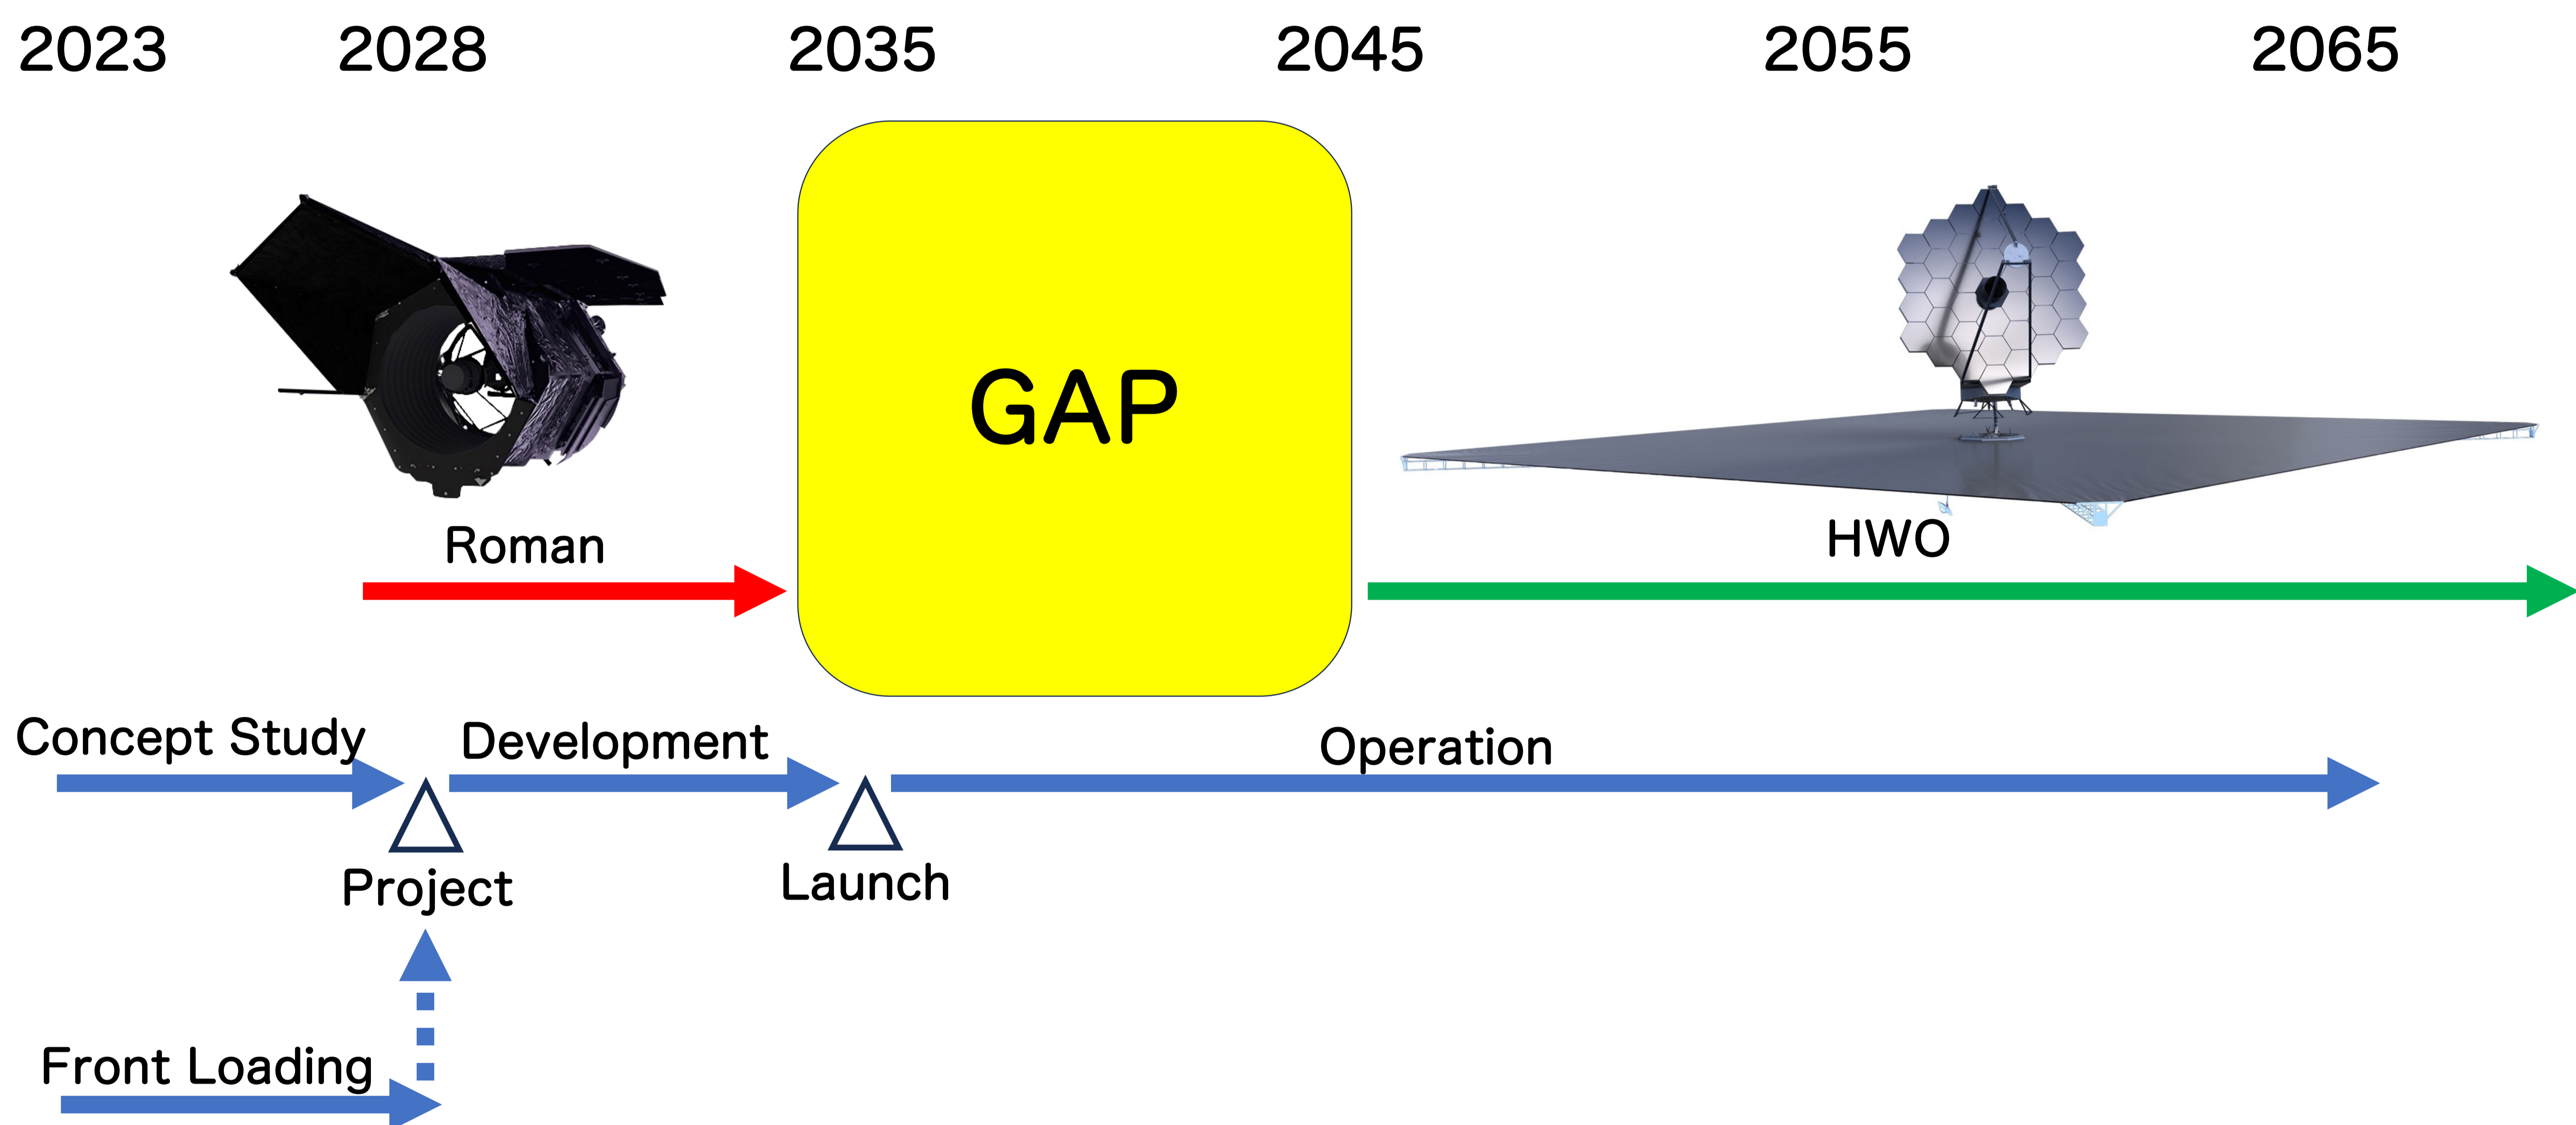 2023 2028 2035 2045 2055 2065
GAP
Roman
HWO
Concept Study
Development
Operation
Project
Launch
Front Loading